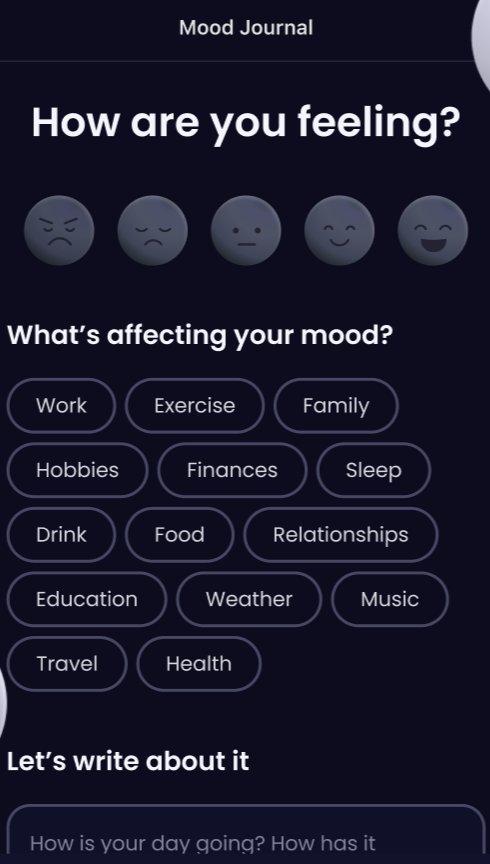 Mood Journal
How are you feeling?
What's affecting your mood?
Work Exercise Family
Hobbies Finances Sleep
Drink Food Relationships
Education Weather Music
Travel Health
Let's write about it
How is your day going? How has it